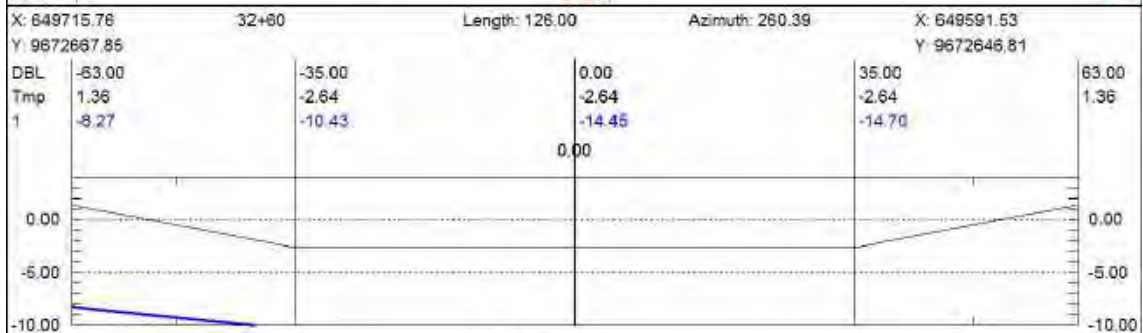 X: 649715.76 32+60 Length: 126.00 Azimuth: 260.39 X: 649591.53
Y: 9672667.85 Y: 9672646.81
DBL -63.00 -35.00 0.00 35.00 63.00
Tmp 1.36 -2.64 -2.64 -2.64 1.36
1 -8.27 -10.43 -14.45 -14.70
0.00
0.00 0.00
-5.00 -5.00
-10.00 -10.00